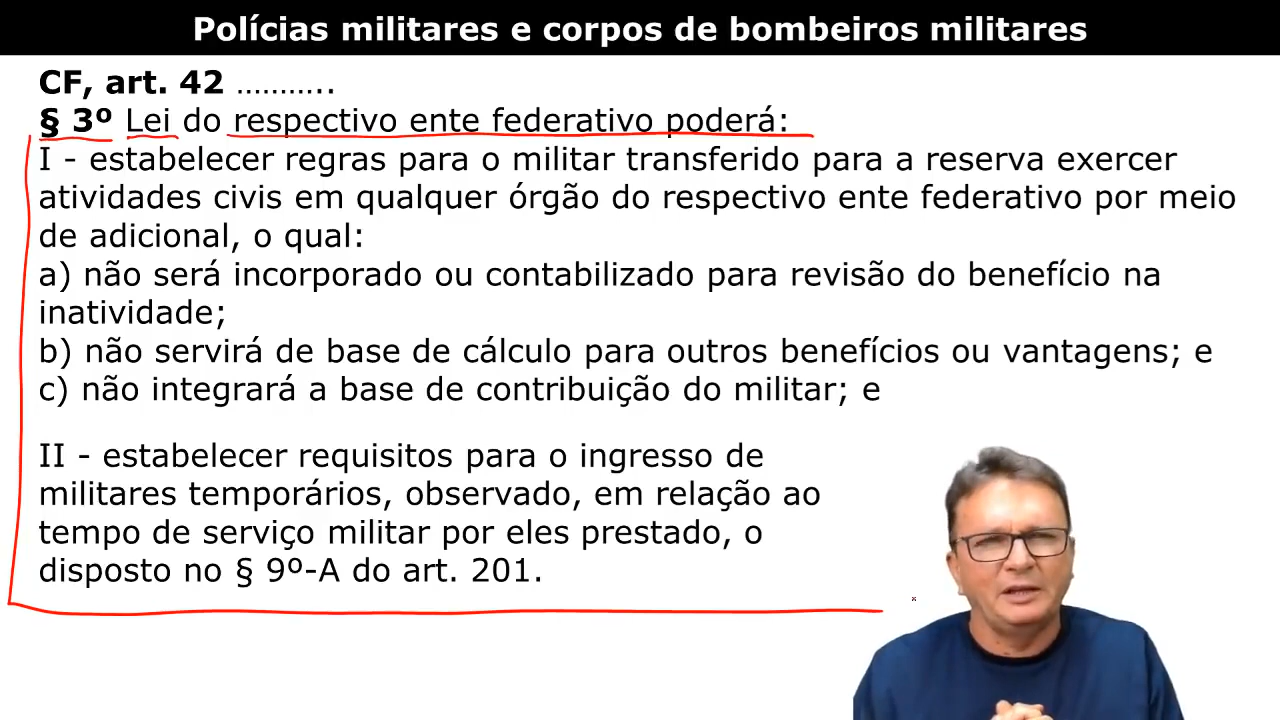 Polícias militares e corpos de bombeiros militares
CF, art. 42 ………..
§ 3º Lei do respectivo ente federativo poderá:
I - estabelecer regras para o militar transferido para a reserva exercer
atividades civis em qualquer órgão do respectivo ente federativo por meio
de adicional, o qual:
a) não será incorporado ou contabilizado para revisão do benefício na
inatividade;
b) não servirá de base de cálculo para outros benefícios ou vantagens; e
c) não integrará a base de contribuição do militar; e
II - estabelecer requisitos para o ingresso de
militares temporários, observado, em relação ao
tempo de serviço militar por eles prestado, o
disposto no § 9º-A do art. 201.